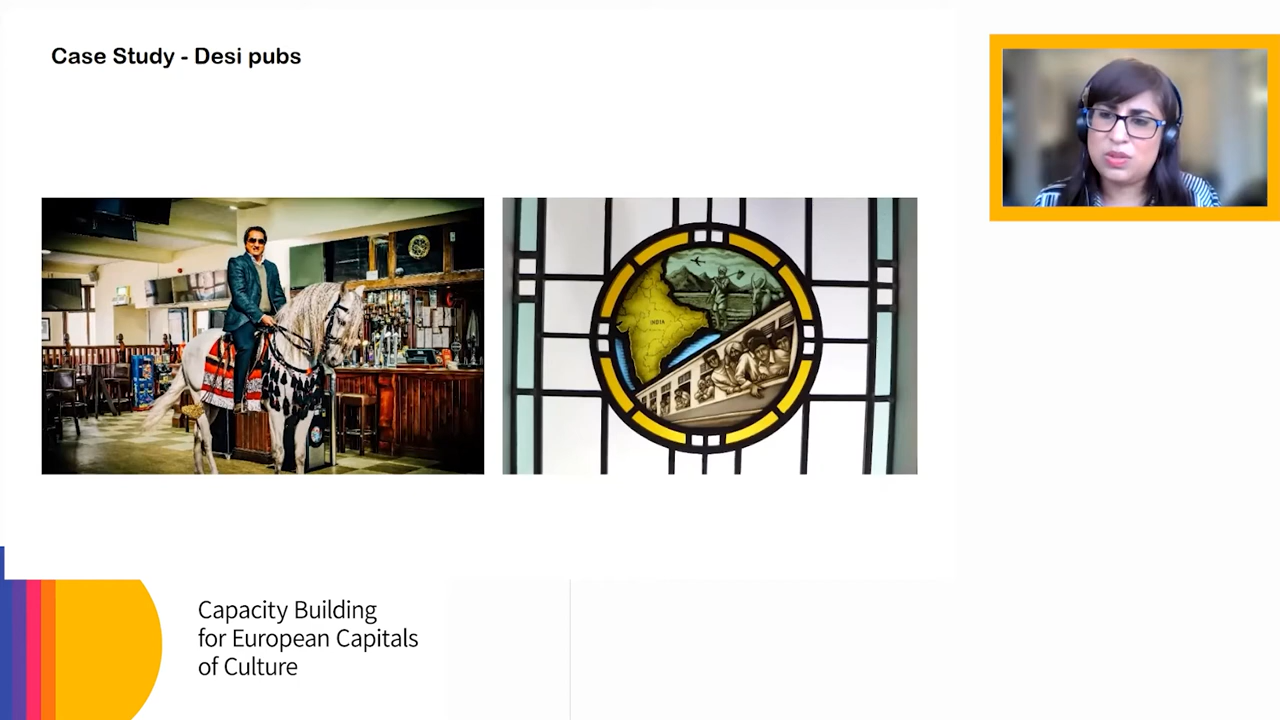 Case Study - Desi pubs
INDIA
Capacity Building
for European Capitals
of Culture